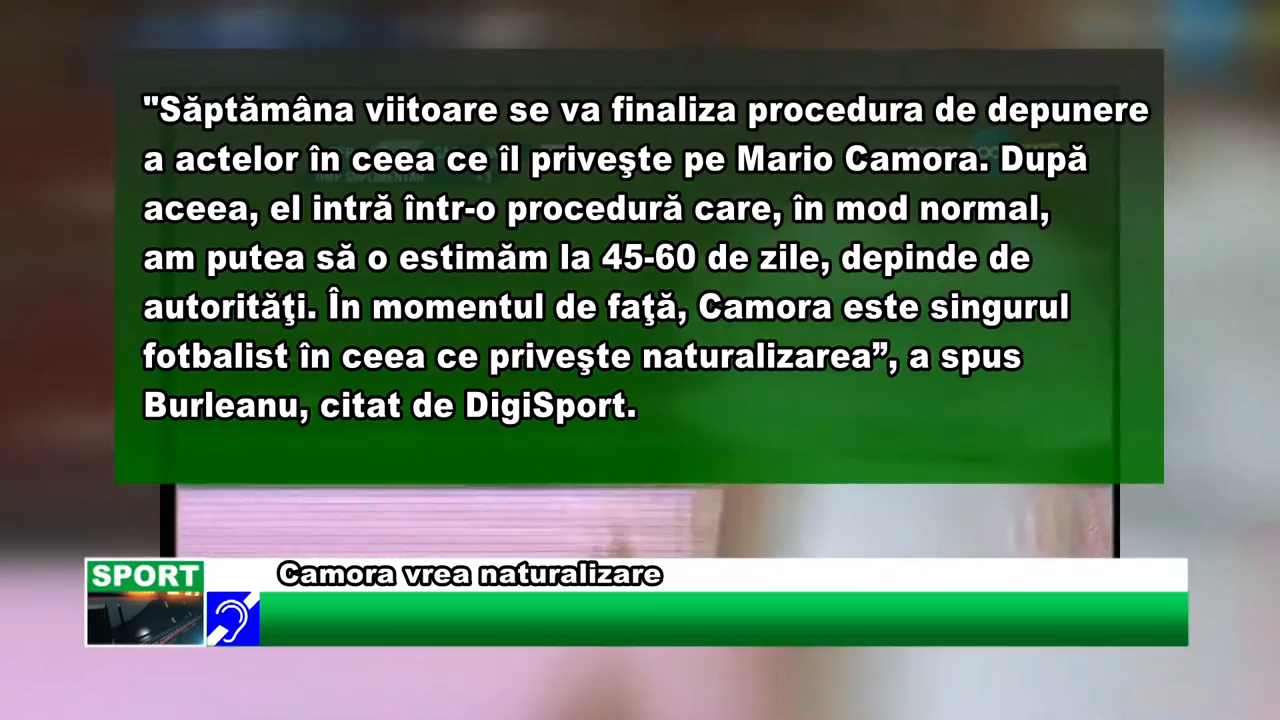 "Săptămâna viitoare se va finaliza procedura de depunere
a actelor în ceea ce îl priveşte pe Mario Camora. După
aceea, el intră într-o procedură care, în mod normal,
am putea să o estimăm la 45-60 de zile, depinde de
autorităţi. În momentul de faţă, Camora este singurul
fotbalist în ceea ce priveşte naturalizarea”, a spus
Burleanu, citat de DigiSport.
SPORT
Camora vrea naturalizare